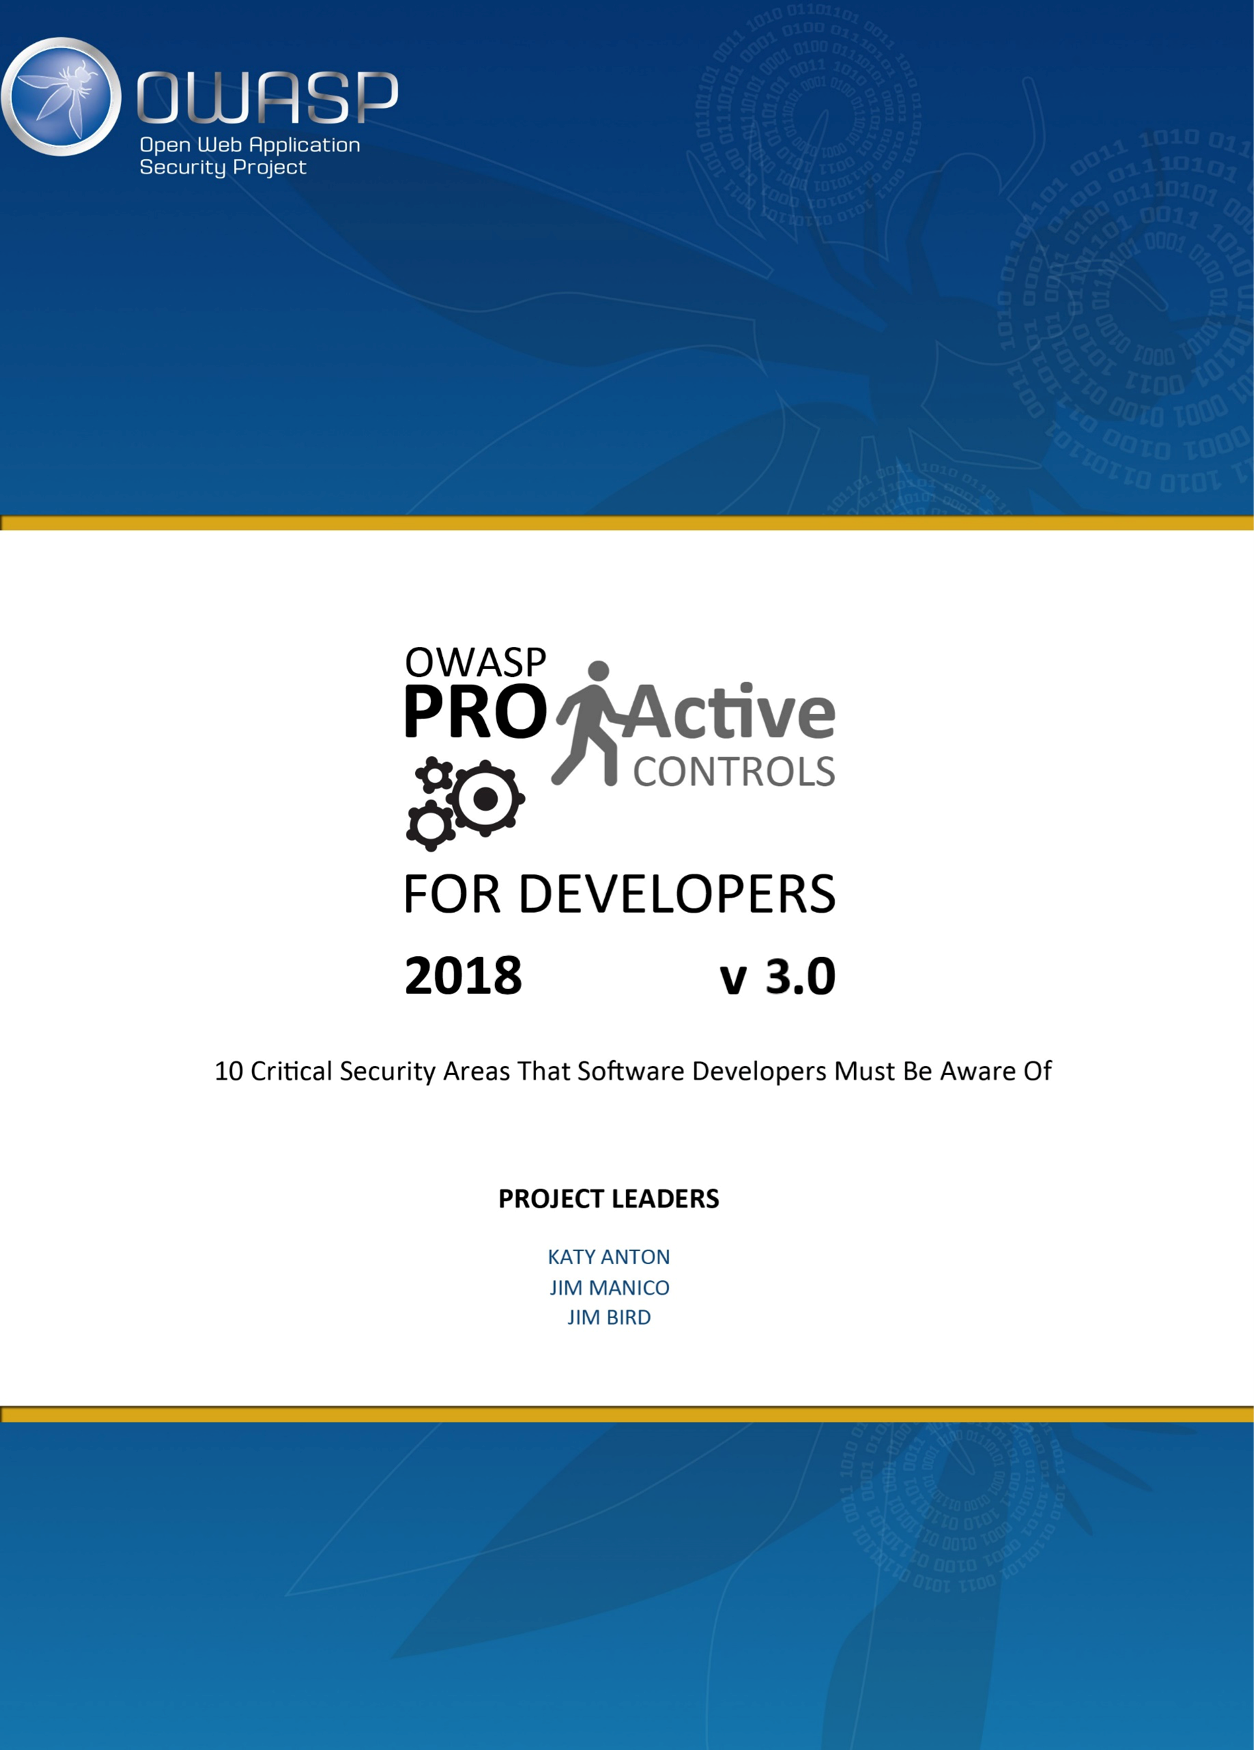 OWASP
Open Web Application
Security Project
OWASP
PRO Active
CONTROLS
FOR DEVELOPERS
2018 v 3.0
10 Critical Security Areas That Software Developers Must Be Aware Of
PROJECT LEADERS
KATY ANTON
JIM MANICO
JIM BIRD